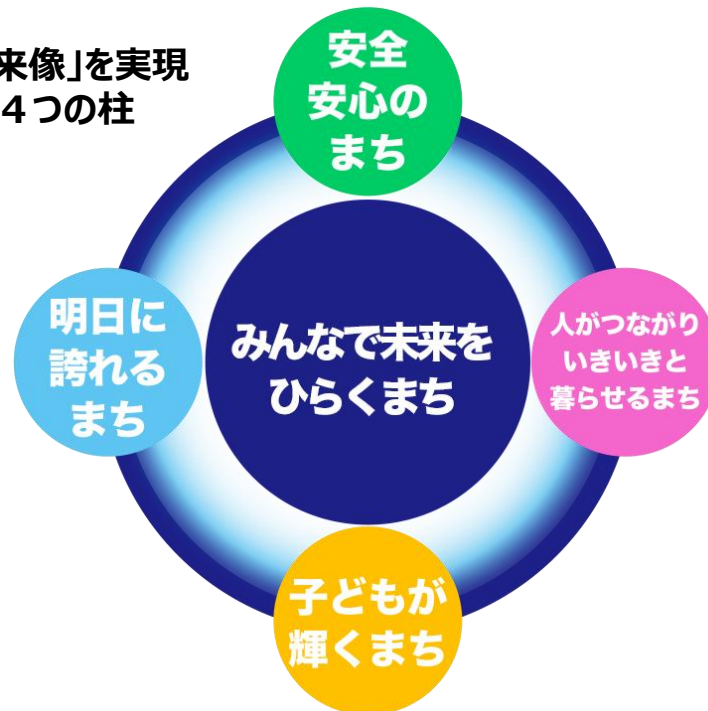 来像」を実現
４つの柱
安全
安心の
まち
明日に
誇れる
まち
みんなで未来を
ひらくまち
人がつながり
いきいきと
暮らせるまち
子どもが
輝くまち